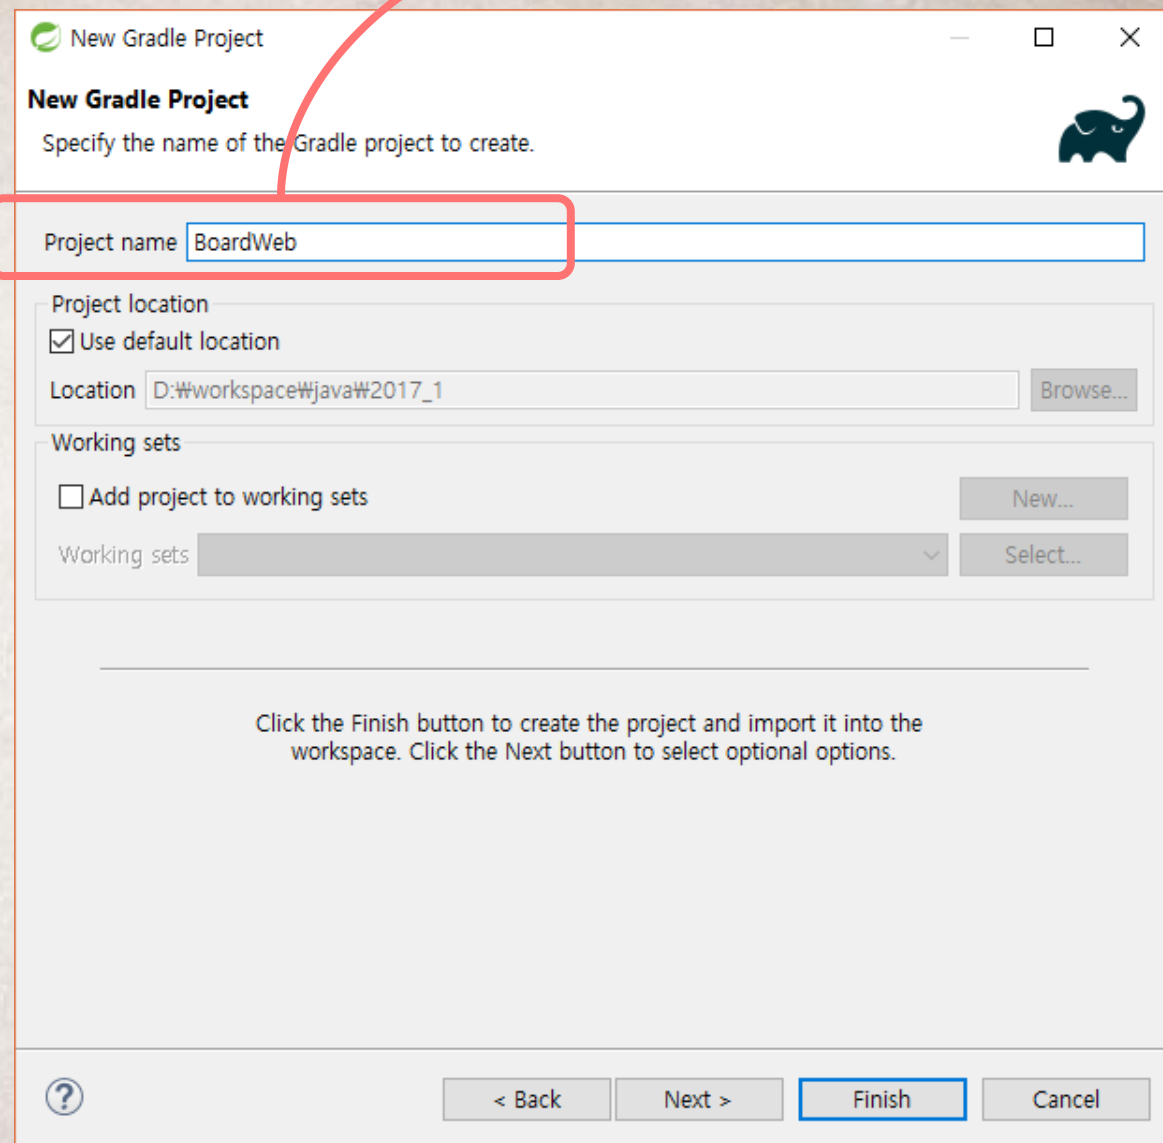 New Gradle Project
New Gradle Project
Specify the name of the Gradle project to create.
Project name BoardWeb
Project location
Use default location
Location D:₩workspace₩java₩2017_1 Browse...
Working sets
Add project to working sets New...
Working sets Select...
Click the Finish button to create the project and import it into the
workspace. Click the Next button to select optional options.
? < Back Next > Finish Cancel